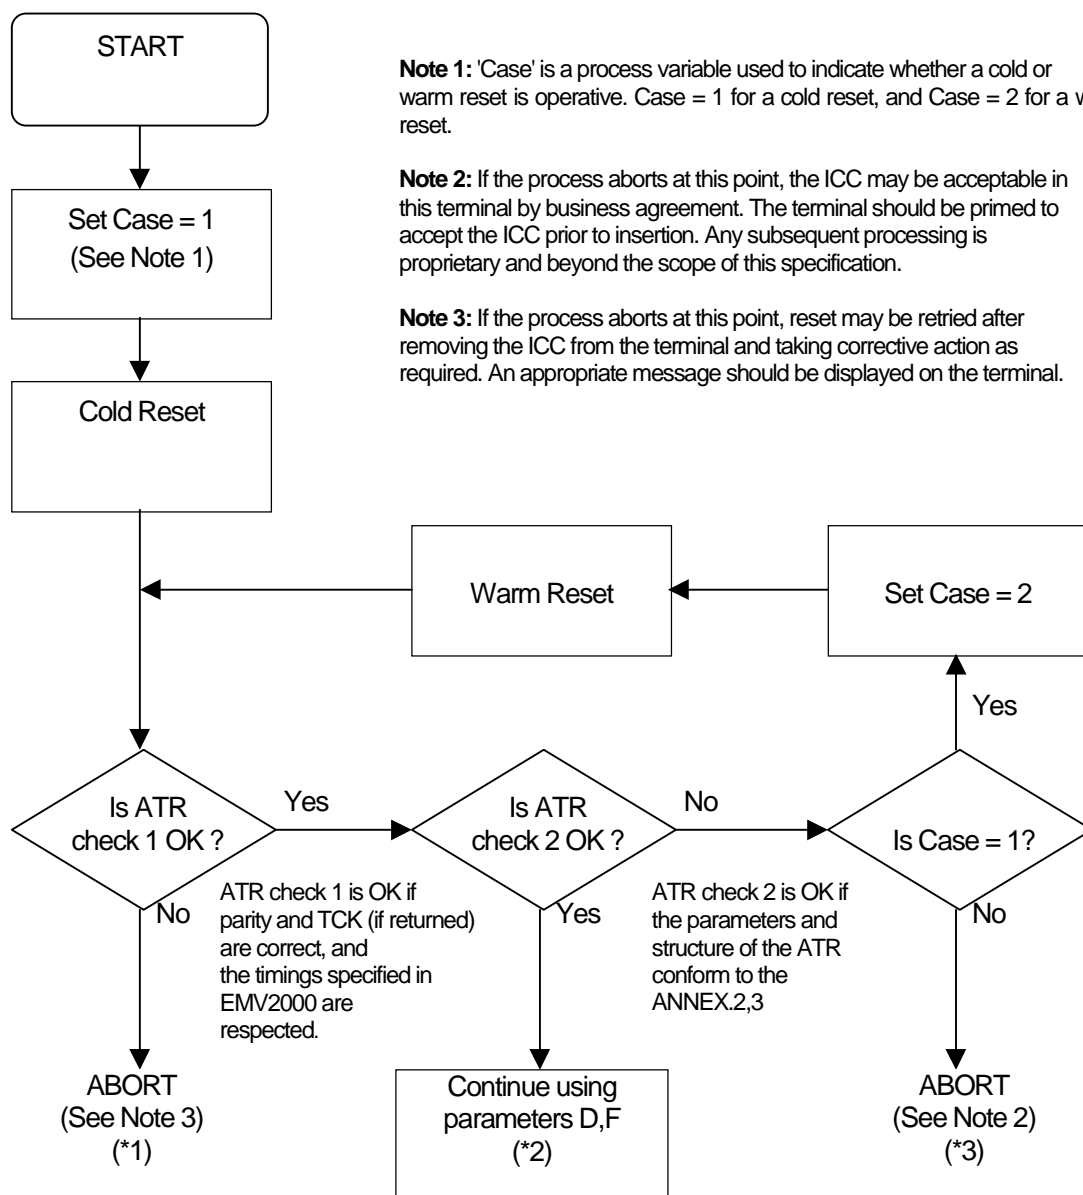 START
Note 1: 'Case' is a process variable used to indicate whether a cold or
warm reset is operative. Case = 1 for a cold reset, and Case = 2 for a
reset.
Note 2: If the process aborts at this point, the ICC may be acceptable in
this terminal by business agreement. The terminal should be primed to
accept the ICC prior to insertion. Any subsequent processing is
proprietary and beyond the scope of this specification.
Note 3: If the process aborts at this point, reset may be retried after
removing the ICC from the terminal and taking corrective action as
required. An appropriate message should be displayed on the terminal.
Set Case = 1
(See Note 1)
Cold Reset
Warm Reset
Set Case = 2
Yes
Is ATR
check 1 OK ?
Yes
Is ATR
check 2 OK ?
No
Is Case = 1?
No
ATR check 1 is OK if
parity and TCK (if returned)
are correct, and
the timings specified in
EMV2000 are
respected.
Yes
ATR check 2 is OK if
the parameters and
structure of the ATR
conform to the
ANNEX.2,3
No
ABORT
(See Note 3)
(*1)
Continue using
parameters D,F
(*2)
ABORT
(See Note 2)
(*3)